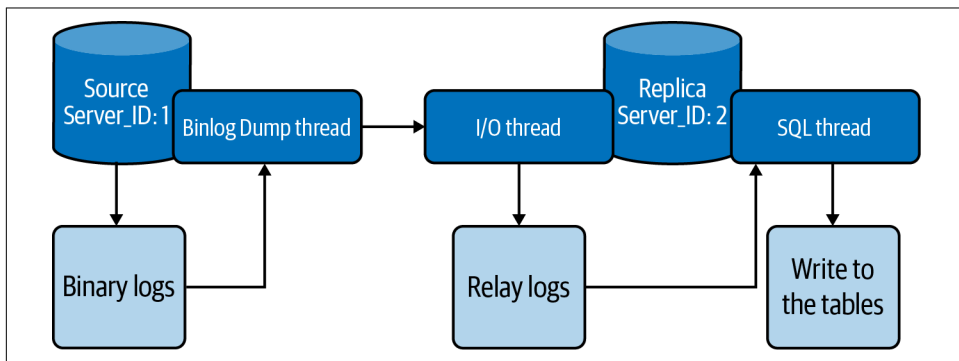 Source
Server_ID: 1
Binlog Dump thread
I/O thread
Replica
Server_ID: 2
SQL thread
Binary logs
Relay logs
Write to
the tables